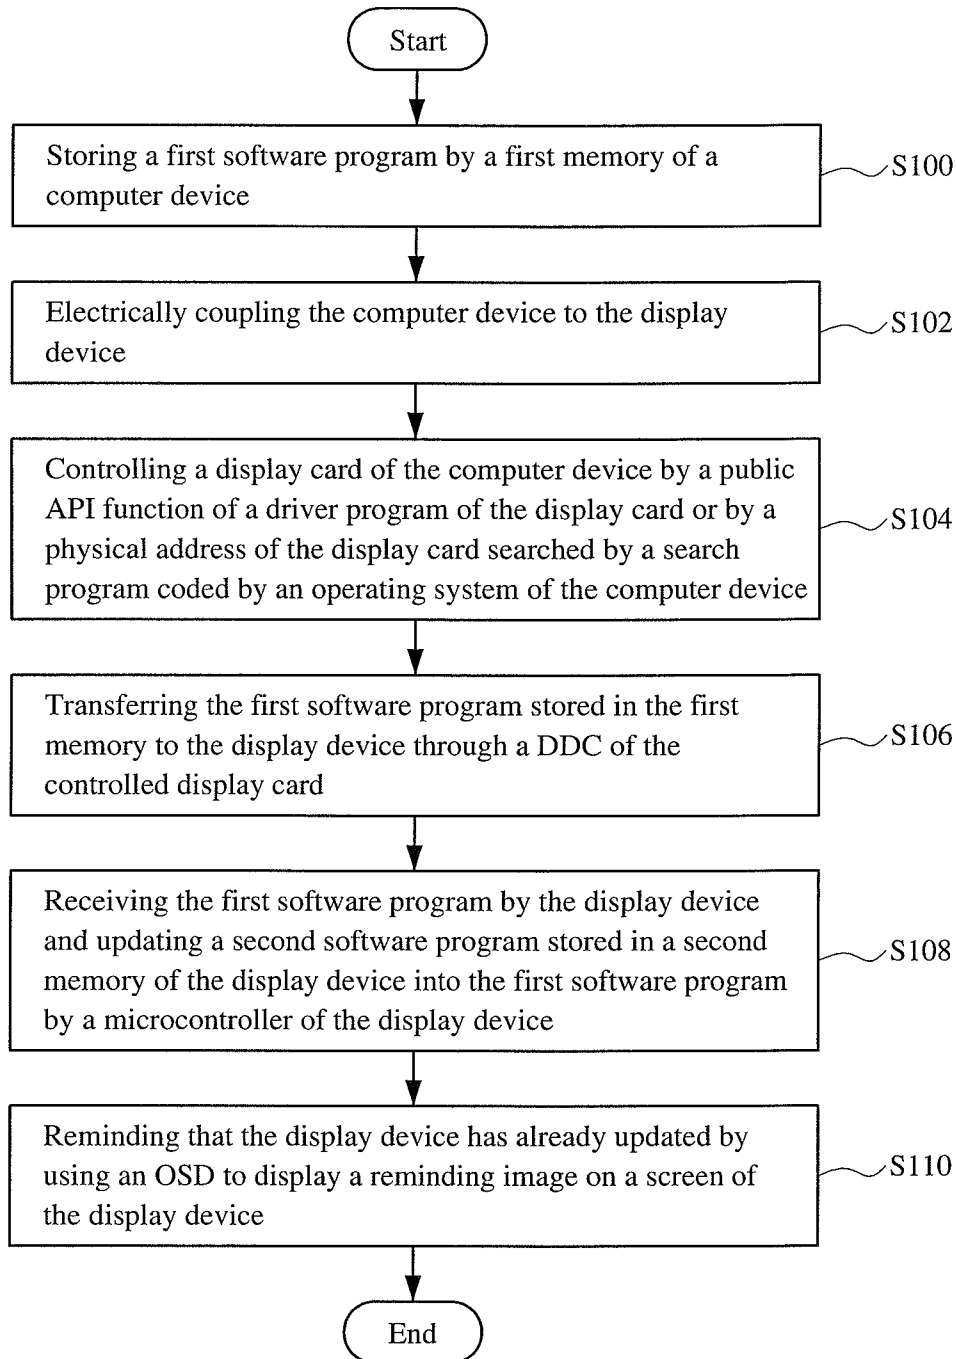 Start
Storing a first software program by a first memory of a
computer device
S100
Electrically coupling the computer device to the display
device
S102
Controlling a display card of the computer device by a public
API function of a driver program of the display card or by a
physical address of the display card searched by a search
program coded by an operating system of the computer device
S104
Transferring the first software program stored in the first
memory to the display device through a DDC of the
controlled display card
S106
Receiving the first software program by the display device
and updating a second software program stored in a second
memory of the display device into the first software program
by a microcontroller of the display device
S108
Reminding that the display device has already updated by
using an OSD to display a reminding image on a screen of
the display device
S110
End